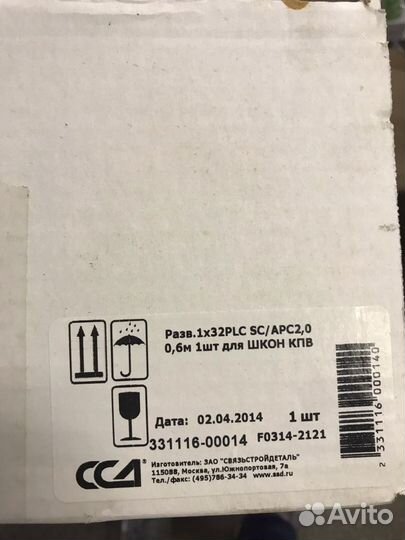 Разв.1x32PLC SC/APC2,0
0,6м 1шт для ШКОН КПВ
Дата: 02.04.2014 1 шт
331116-00014 F0314-2121
ССД®
Изготовитель: ЗАО "СВЯЗЬСТРОЙДЕТАЛЬ"
115088, Москва, ул.Южнопортовая, 7а
Тел./факс: (495)786-34-34 www.ssd.ru
2 331116 000140
Avito